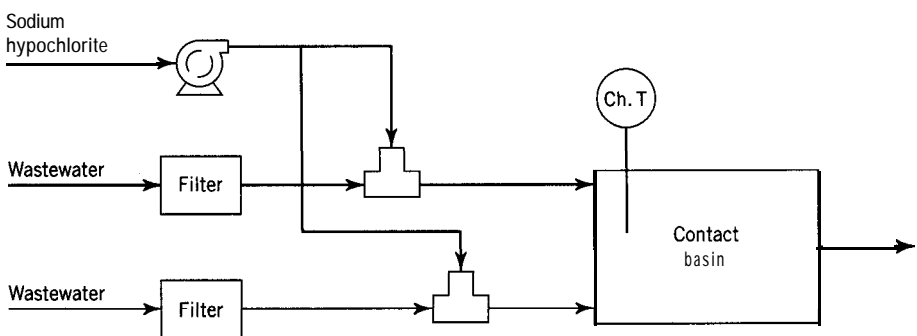 Sodium
hypochlorite
Ch. T
Wastewater
Filter
Contact
basin
Wastewater
Filter